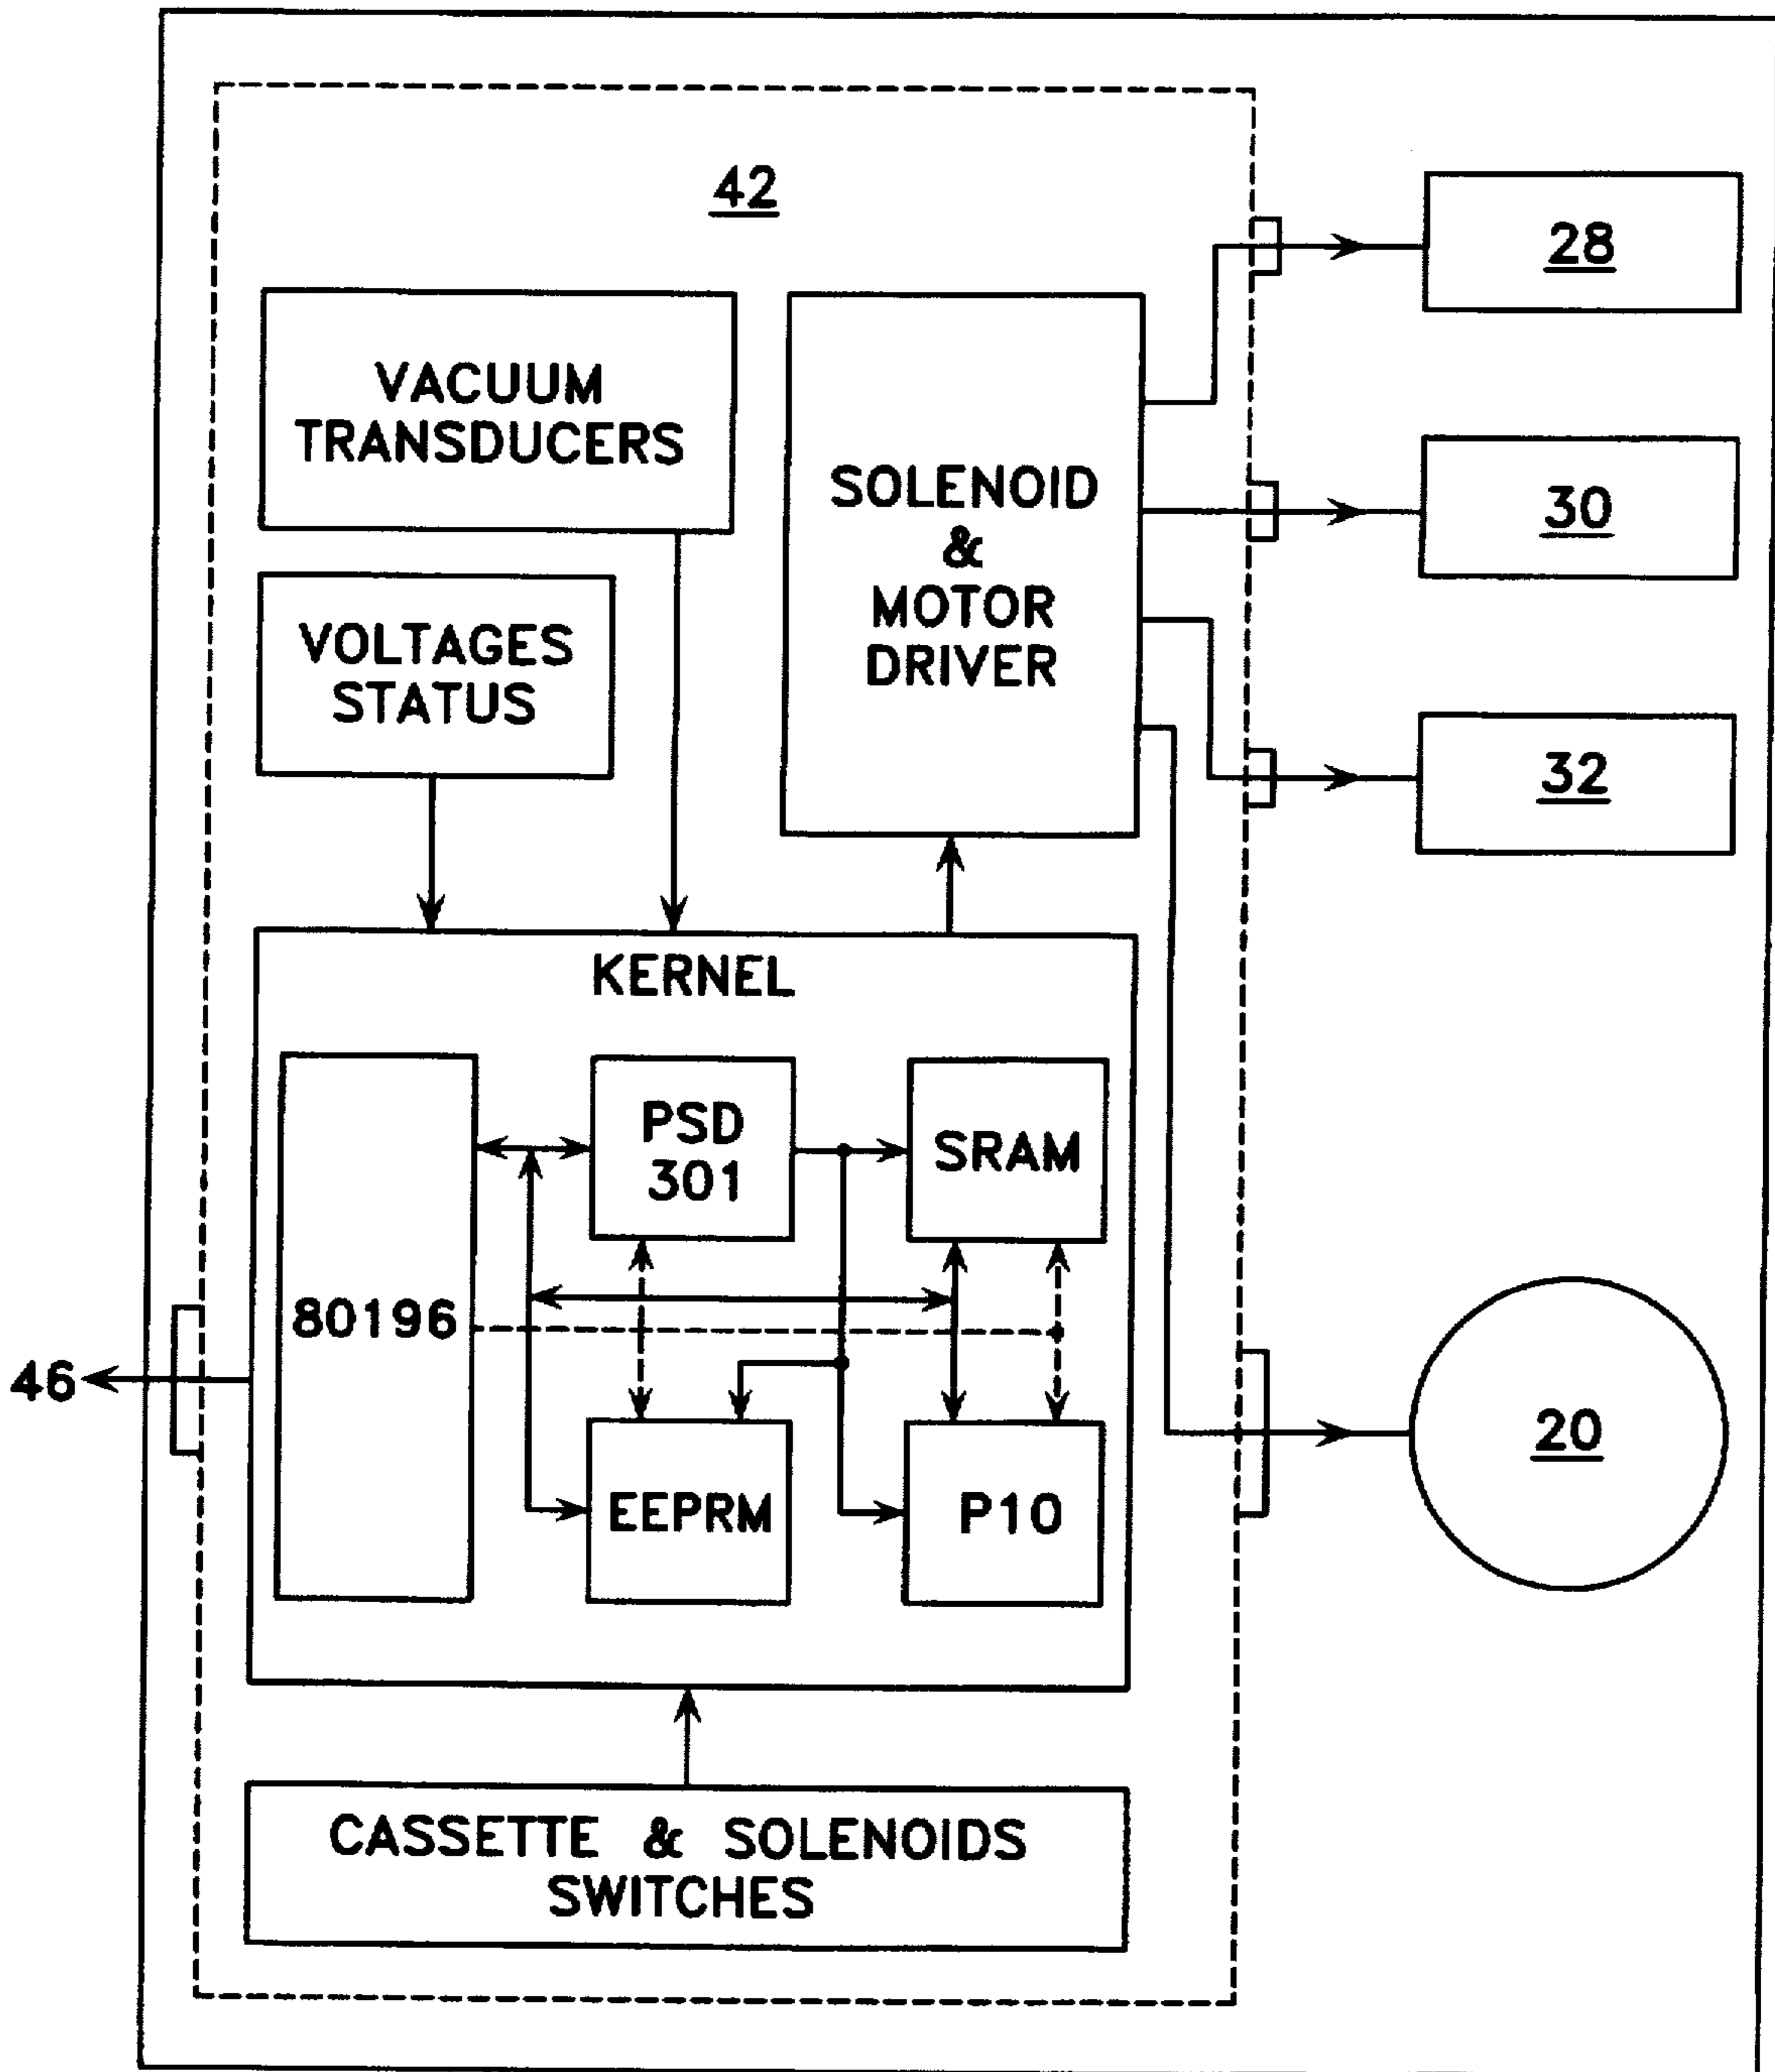 42
28
VACUUM
TRANSDUCERS
SOLENOID
&
MOTOR
DRIVER
30
VOLTAGES
STATUS
32
KERNEL
80196
PSD
301
SRAM
46
EEPRM
P10
20
CASSETTE & SOLENOIDS
SWITCHES